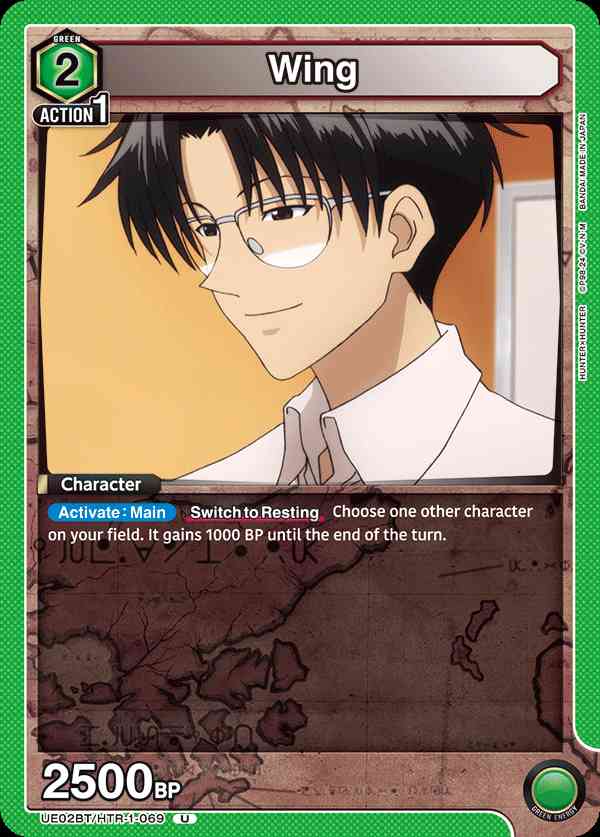 GREEN
2
Wing
ACTION 1
HUNTER×HUNTER ©P98-24 ©V･N･M BANDAI MADE IN JAPAN
Character
Activate: Main Switch to Resting Choose one other character
on your field. It gains 1000 BP until the end of the turn.
2500 BP
GREEN ENERGY
UE02BT/HTR-1-069 U